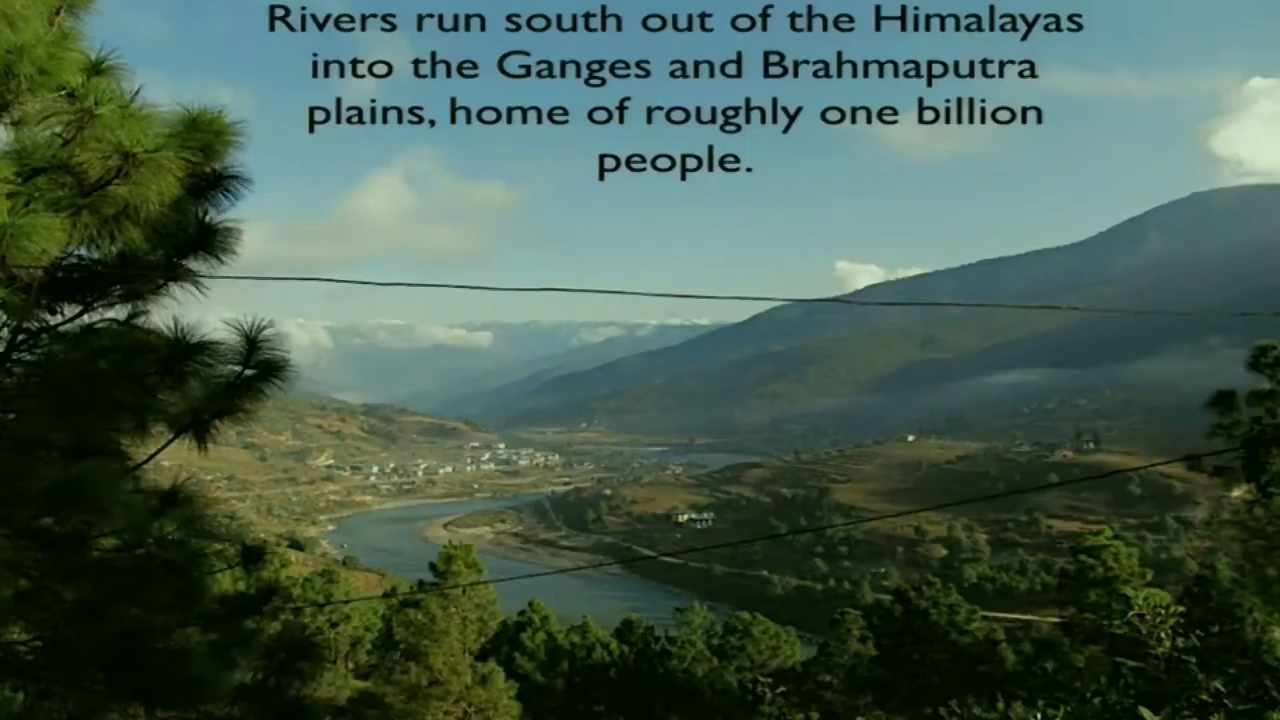 Rivers run south out of the Himalayas
into the Ganges and Brahmaputra
plains, home of roughly one billion
people.